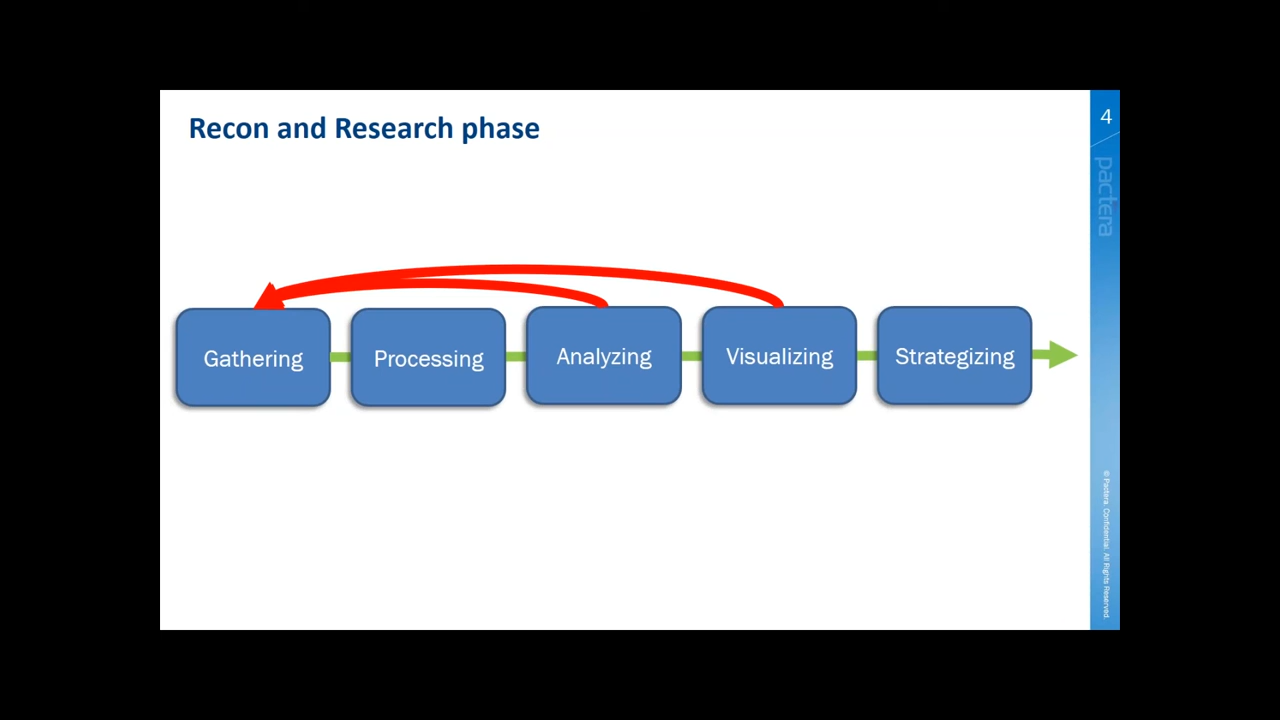 Recon and Research phase
4
pactera
Gathering
Processing
Analyzing
Visualizing
Strategizing
© Pactera. Confidential. All Rights Reserved.